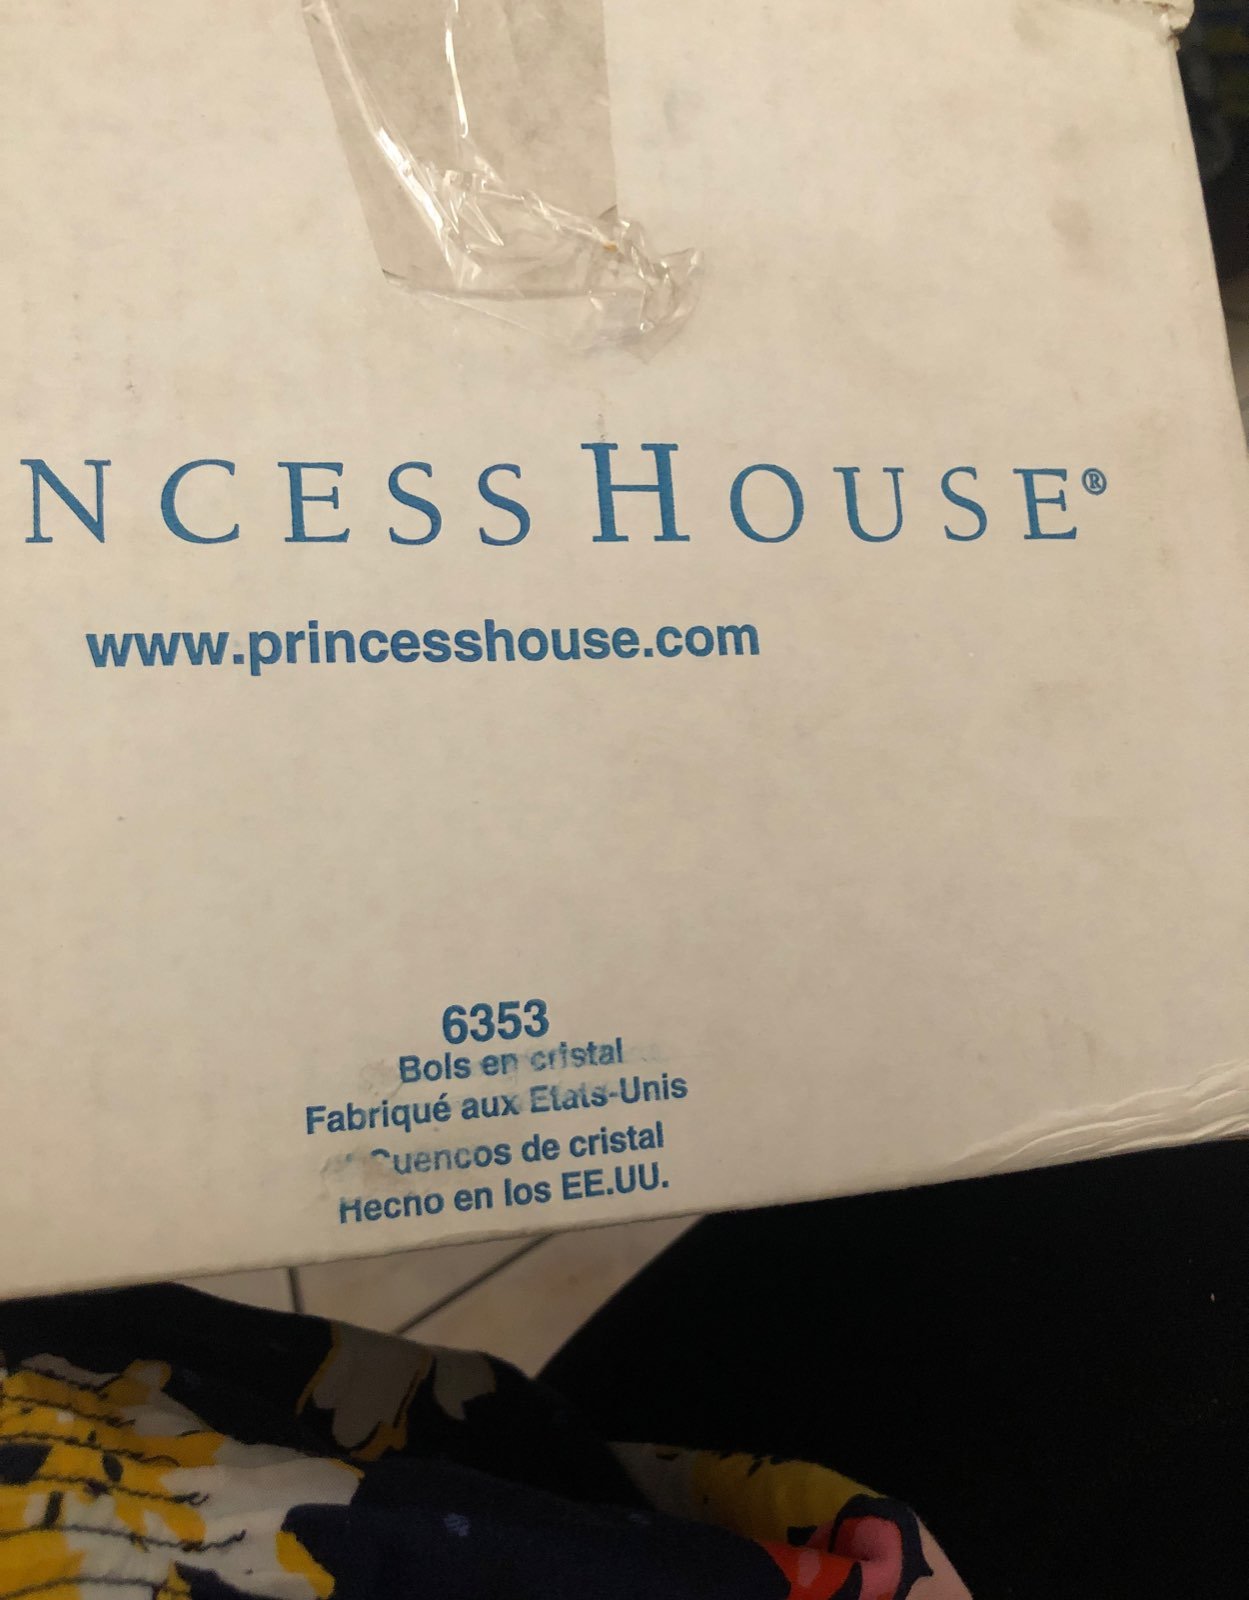 NCESS HOUSE®
www.princesshouse.com
6353
Bols en cristal
Fabriqué aux Etats-Unis
Cuencos de cristal
Hecho en los EE.UU.